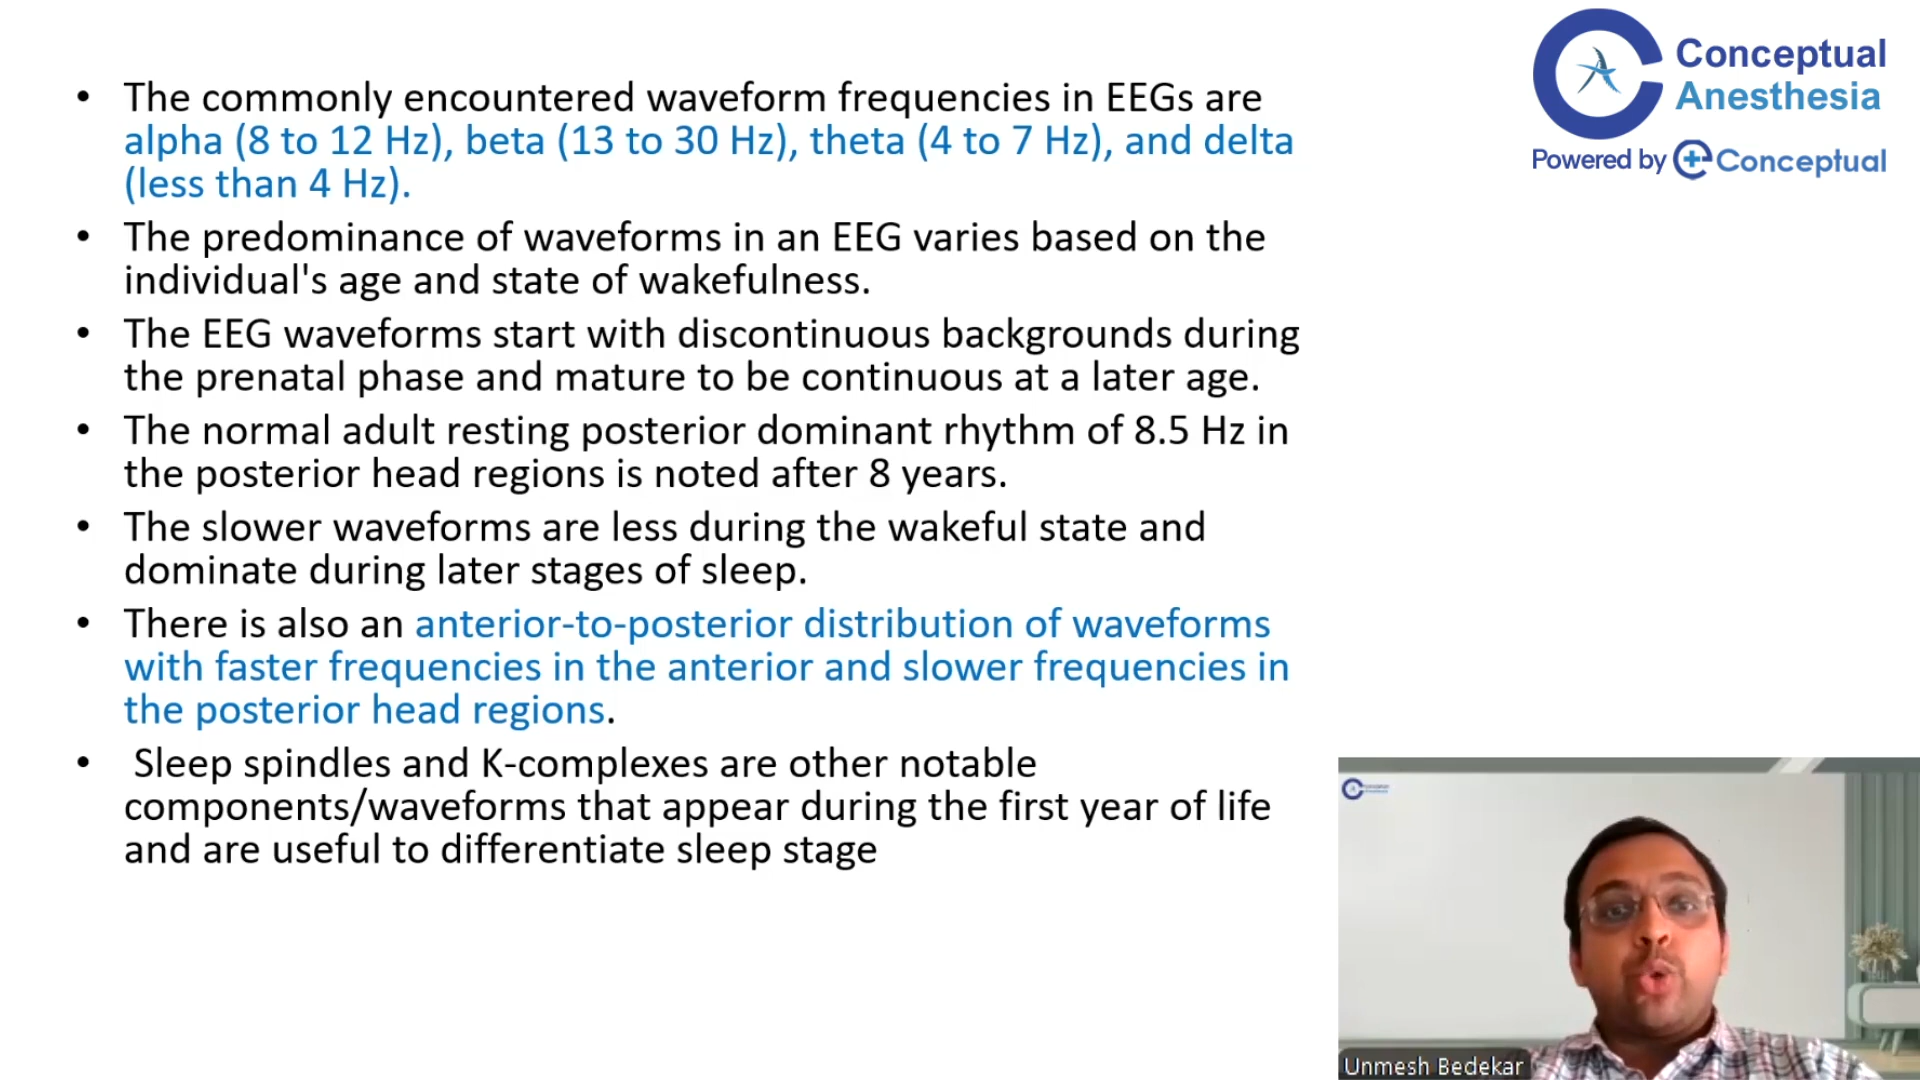 • The commonly encountered waveform frequencies in EEGs are
alpha (8 to 12 Hz), beta (13 to 30 Hz), theta (4 to 7 Hz), and delta
(less than 4 Hz).
• The predominance of waveforms in an EEG varies based on the
individual's age and state of wakefulness.
• The EEG waveforms start with discontinuous backgrounds during
the prenatal phase and mature to be continuous at a later age.
• The normal adult resting posterior dominant rhythm of 8.5 Hz in
the posterior head regions is noted after 8 years.
• The slower waveforms are less during the wakeful state and
dominate during later stages of sleep.
• There is also an anterior-to-posterior distribution of waveforms
with faster frequencies in the anterior and slower frequencies in
the posterior head regions.
• Sleep spindles and K-complexes are other notable
components/waveforms that appear during the first year of life
and are useful to differentiate sleep stage
Conceptual
Anesthesia
Powered by Conceptual
Unmesh Bedekar